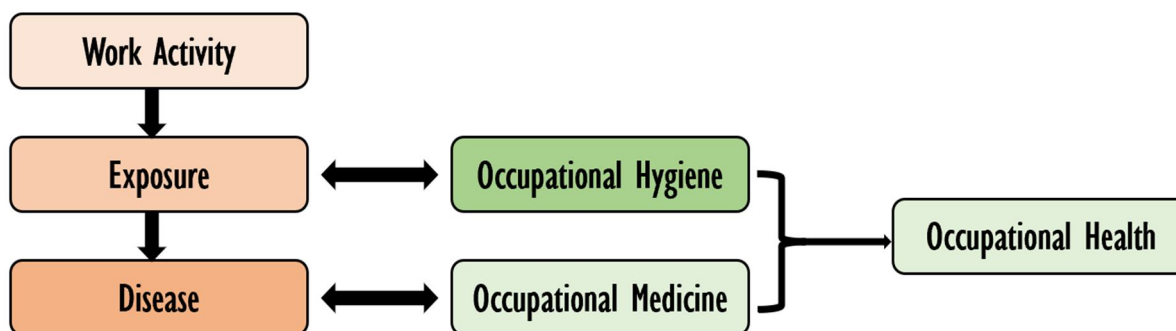 Work Activity
Exposure
Occupational Hygiene
Occupational Health
Disease
Occupational Medicine